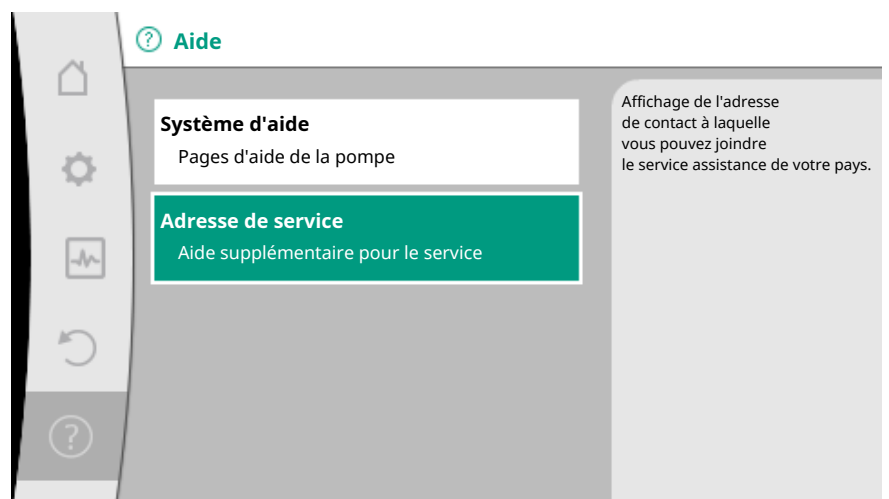 Aide
Système d'aide
Pages d'aide de la pompe
Adresse de service
Aide supplémentaire pour le service
Affichage de l'adresse
de contact à laquelle
vous pouvez joindre
le service assistance de votre pays.